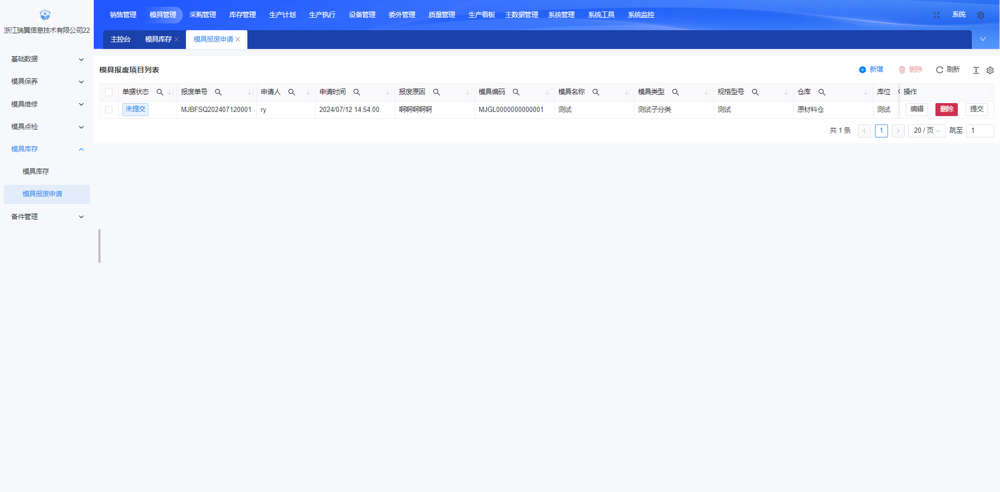 浙江瑞翼信息技术有限公司22
销售管理 模具管理 采购管理 库存管理 生产计划 生产执行 设备管理 委外管理 质量管理 生产看板 主数据管理 系统管理 系统工具 系统监控 系统
主控台 模具库存 模具报废申请
基础数据
模具保养
模具维修
模具点检
模具库存
模具库存
模具报废申请
备件管理
模具报废项目列表 新增 删除 刷新
单据状态 报废单号 申请人 申请时间 报废原因 模具编码 模具名称 模具类型 规格型号 仓库 库位 操作
未提交 MJBFSQ202407120001 ry 2024/07/12 14:54:00 啊啊啊啊啊 MJGL0000000000001 测试 测试子分类 测试 原材料仓 测试 编辑 删除 提交
共 1 条 1 20 / 页 跳至 1